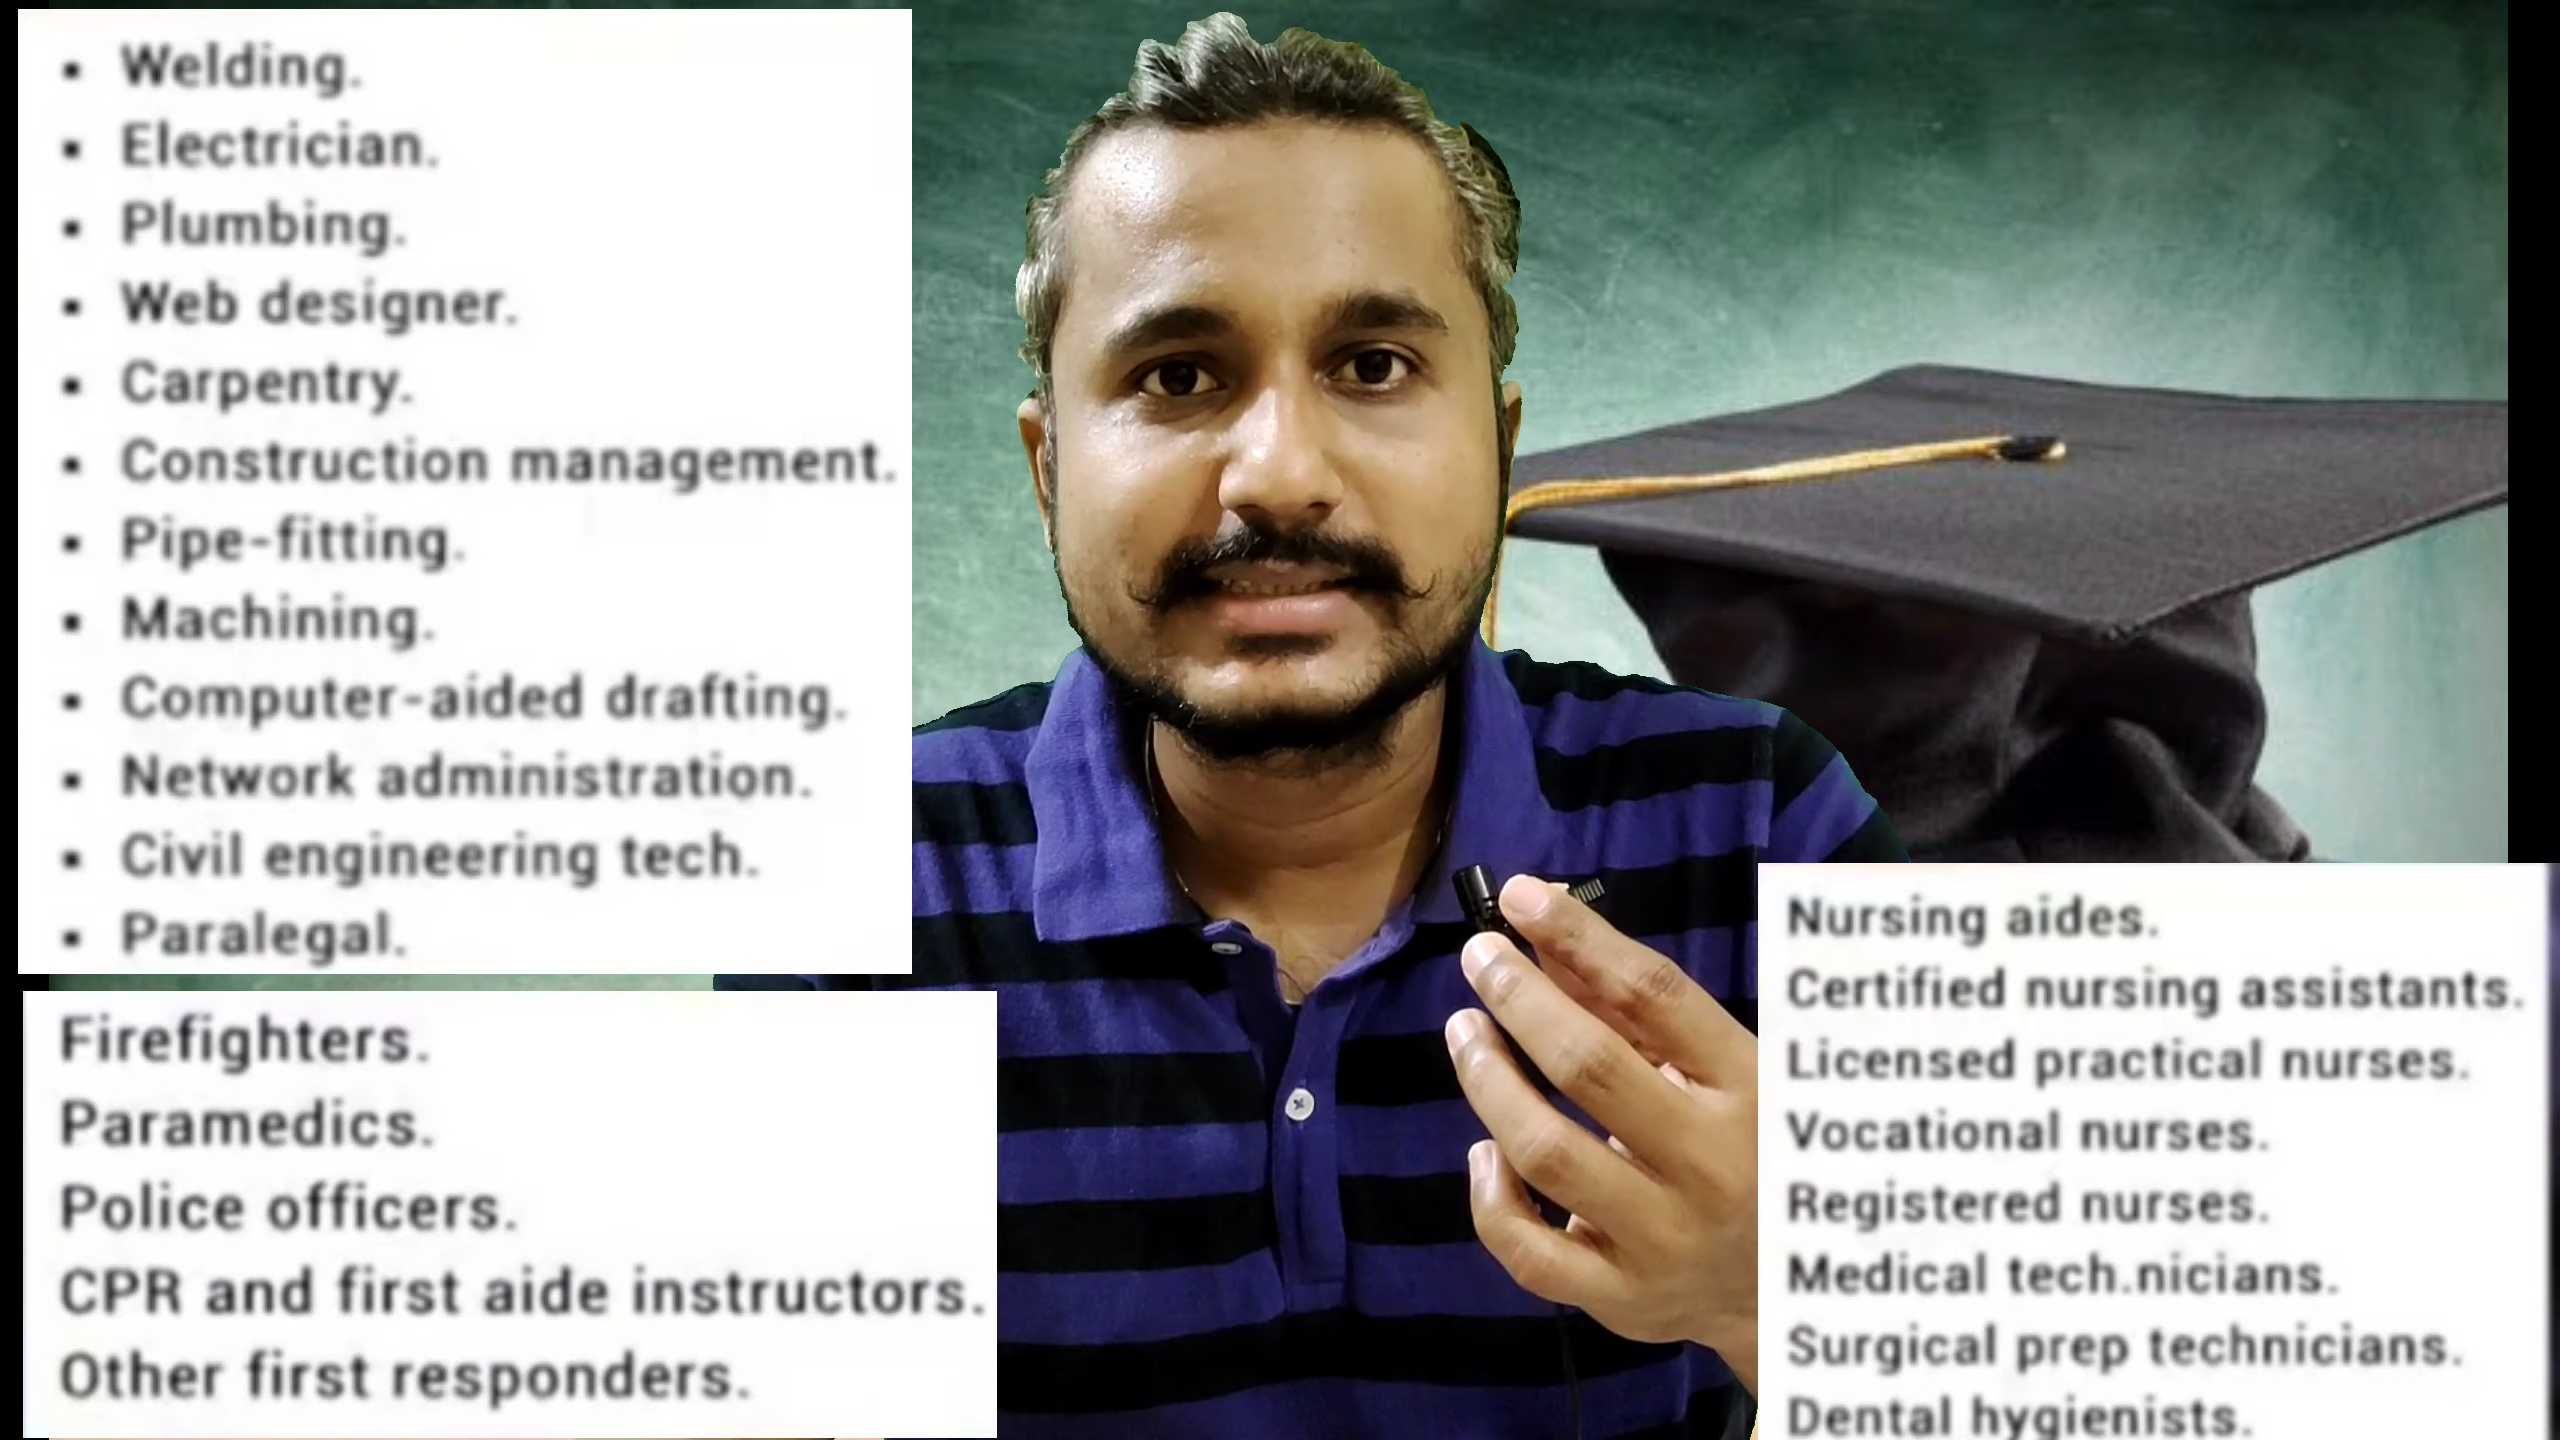 ▪ Welding.
▪ Electrician.
▪ Plumbing.
▪ Web designer.
▪ Carpentry.
▪ Construction management.
▪ Pipe-fitting.
▪ Machining.
▪ Computer-aided drafting.
▪ Network administration.
▪ Civil engineering tech.
▪ Paralegal.
Firefighters.
Paramedics.
Police officers.
CPR and first aide instructors.
Other first responders.
Nursing aides.
Certified nursing assistants.
Licensed practical nurses.
Vocational nurses.
Registered nurses.
Medical tech.nicians.
Surgical prep technicians.
Dental hygienists.